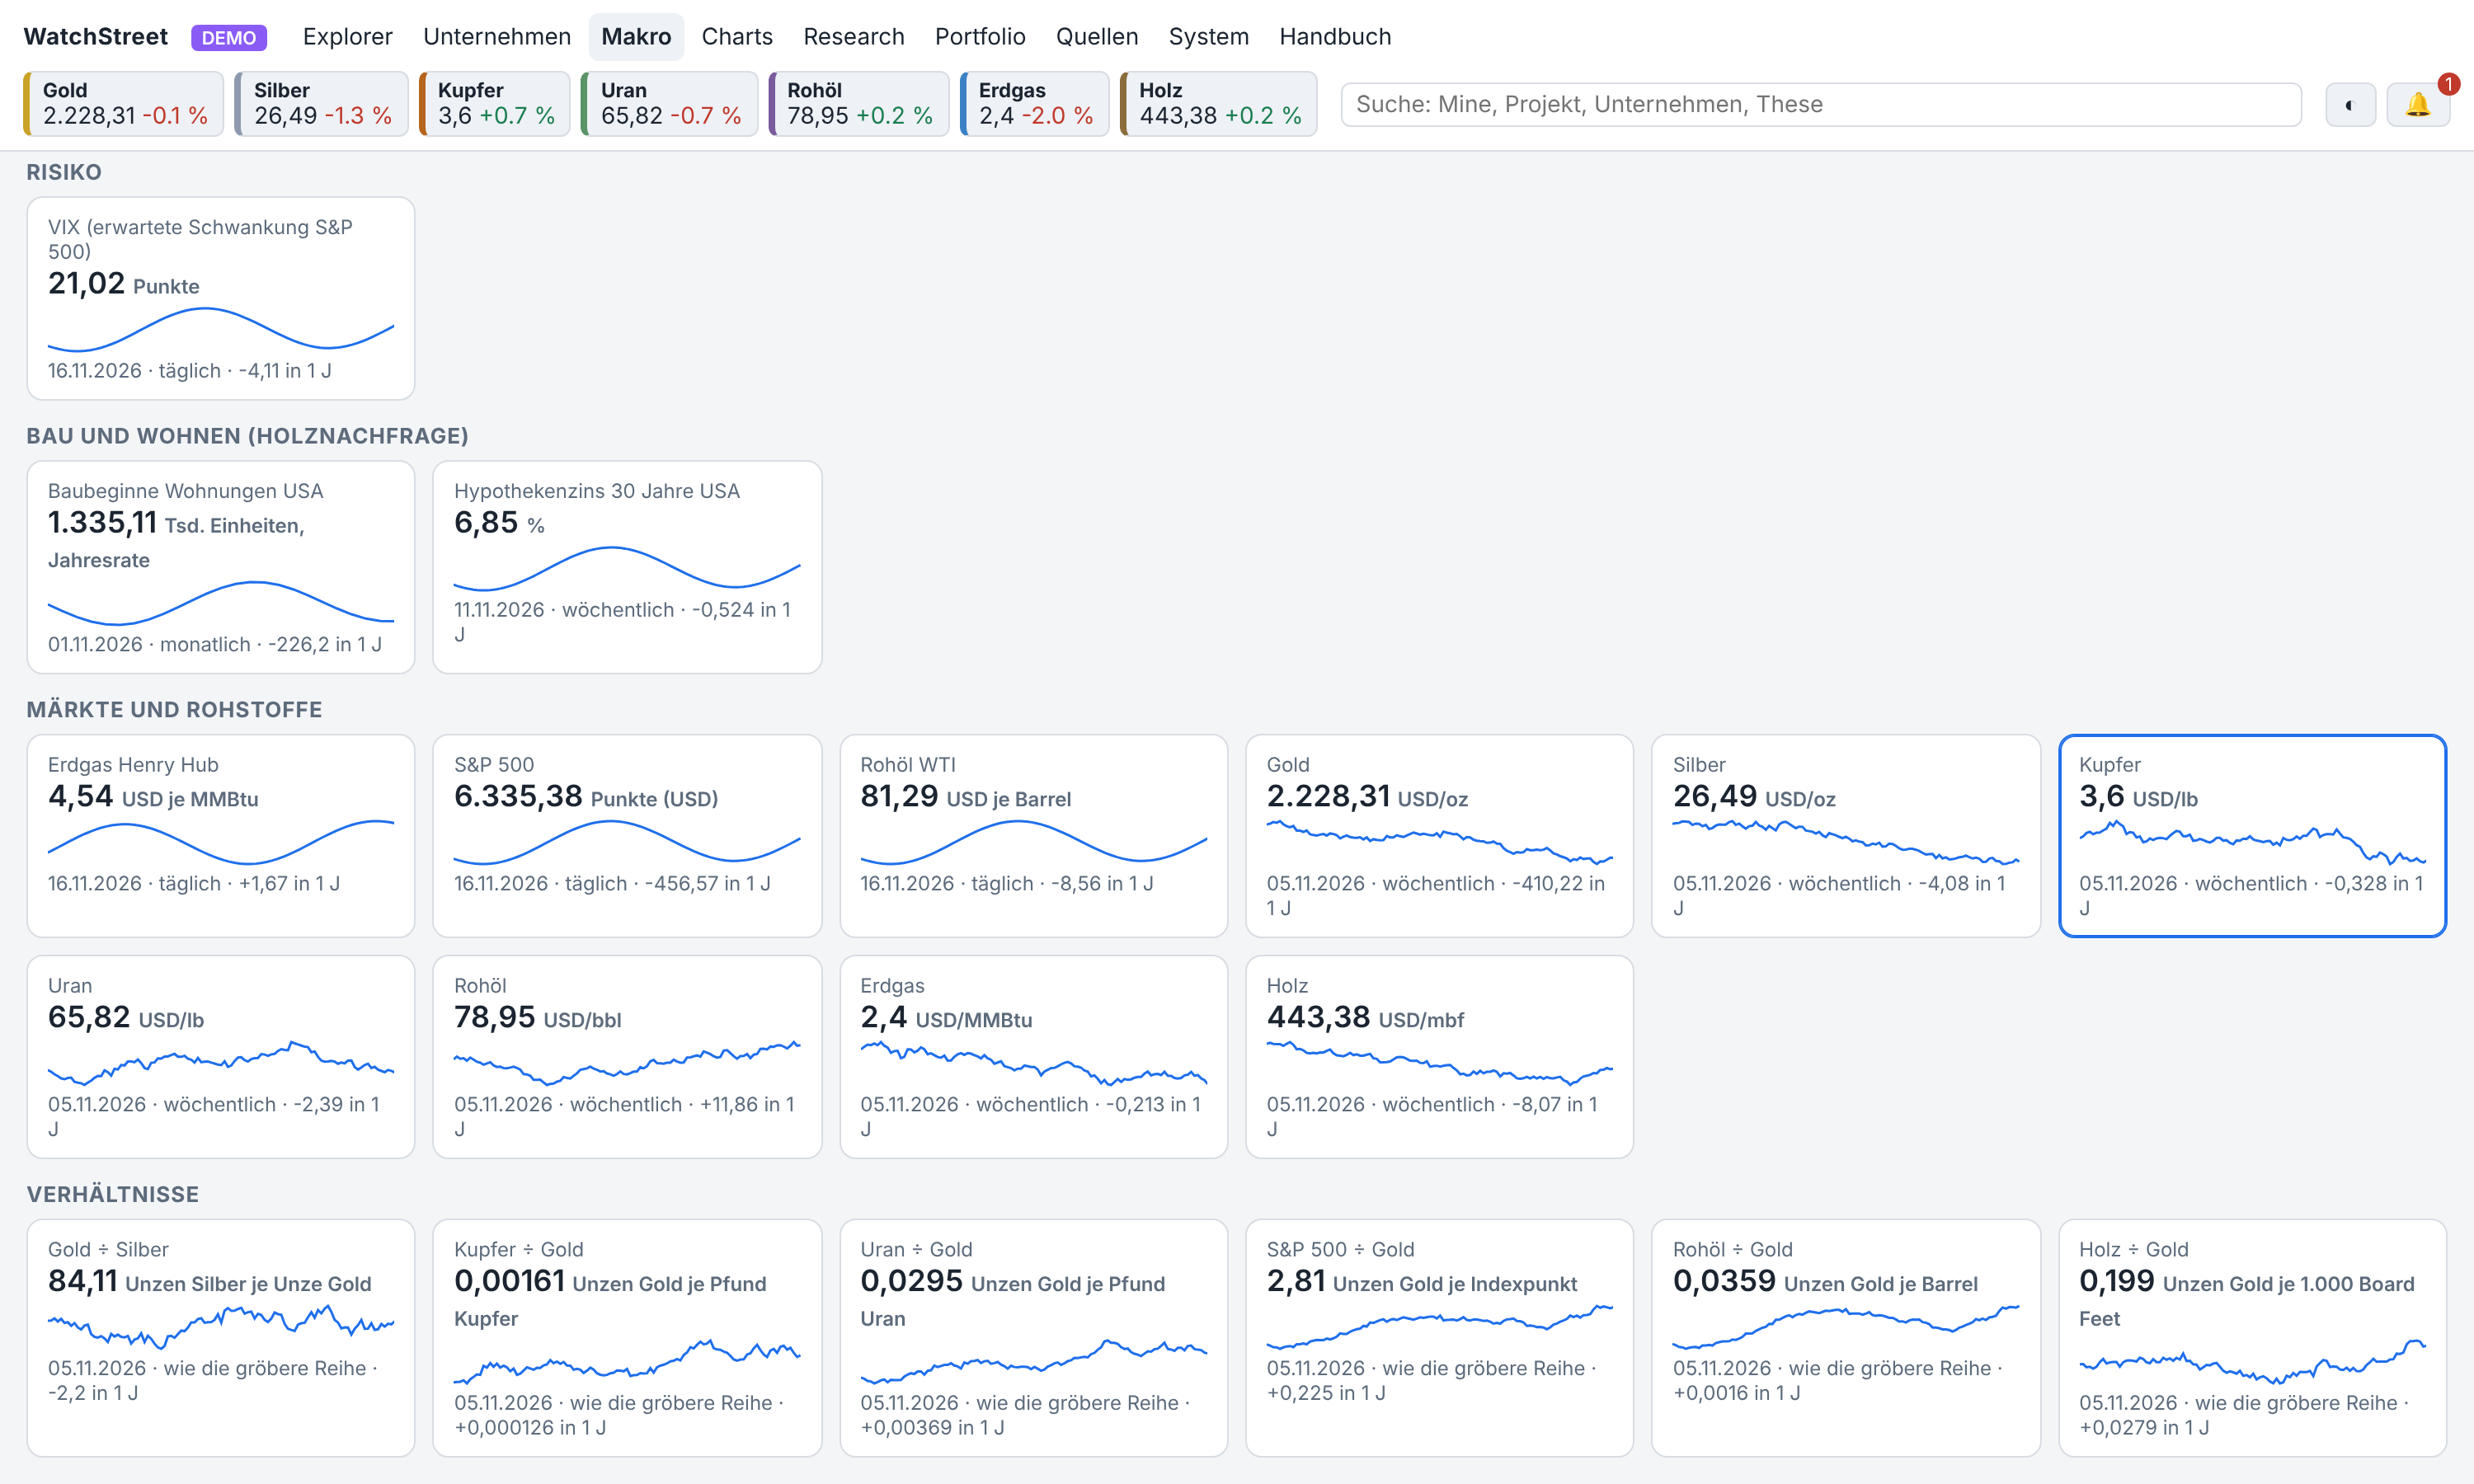 WatchStreet DEMO Explorer Unternehmen Makro Charts Research Portfolio Quellen System Handbuch
Gold
2.228,31 -0.1 %
Silber
26,49 -1.3 %
Kupfer
3,6 +0.7 %
Uran
65,82 -0.7 %
Rohöl
78,95 +0.2 %
Erdgas
2,4 -2.0 %
Holz
443,38 +0.2 %
Suche: Mine, Projekt, Unternehmen, These
1
RISIKO
VIX (erwartete Schwankung S&P
500)
21,02 Punkte
16.11.2026 · täglich · -4,11 in 1 J
BAU UND WOHNEN (HOLZNACHFRAGE)
Baubeginne Wohnungen USA
1.335,11 Tsd. Einheiten,
Jahresrate
01.11.2026 · monatlich · -226,2 in 1 J
Hypothekenzins 30 Jahre USA
6,85 %
11.11.2026 · wöchentlich · -0,524 in 1
J
MÄRKTE UND ROHSTOFFE
Erdgas Henry Hub
4,54 USD je MMBtu
16.11.2026 · täglich · +1,67 in 1 J
S&P 500
6.335,38 Punkte (USD)
16.11.2026 · täglich · -456,57 in 1 J
Rohöl WTI
81,29 USD je Barrel
16.11.2026 · täglich · -8,56 in 1 J
Gold
2.228,31 USD/oz
05.11.2026 · wöchentlich · -410,22 in
1 J
Silber
26,49 USD/oz
05.11.2026 · wöchentlich · -4,08 in 1
J
Kupfer
3,6 USD/lb
05.11.2026 · wöchentlich · -0,328 in 1
J
Uran
65,82 USD/lb
05.11.2026 · wöchentlich · -2,39 in 1
J
Rohöl
78,95 USD/bbl
05.11.2026 · wöchentlich · +11,86 in 1
J
Erdgas
2,4 USD/MMBtu
05.11.2026 · wöchentlich · -0,213 in 1
J
Holz
443,38 USD/mbf
05.11.2026 · wöchentlich · -8,07 in 1
J
VERHÄLTNISSE
Gold ÷ Silber
84,11 Unzen Silber je Unze Gold
05.11.2026 · wie die gröbere Reihe ·
-2,2 in 1 J
Kupfer ÷ Gold
0,00161 Unzen Gold je Pfund
Kupfer
05.11.2026 · wie die gröbere Reihe ·
+0,000126 in 1 J
Uran ÷ Gold
0,0295 Unzen Gold je Pfund
Uran
05.11.2026 · wie die gröbere Reihe ·
+0,00369 in 1 J
S&P 500 ÷ Gold
2,81 Unzen Gold je Indexpunkt
05.11.2026 · wie die gröbere Reihe ·
+0,225 in 1 J
Rohöl ÷ Gold
0,0359 Unzen Gold je Barrel
05.11.2026 · wie die gröbere Reihe ·
+0,0016 in 1 J
Holz ÷ Gold
0,199 Unzen Gold je 1.000 Board
Feet
05.11.2026 · wie die gröbere Reihe ·
+0,0279 in 1 J